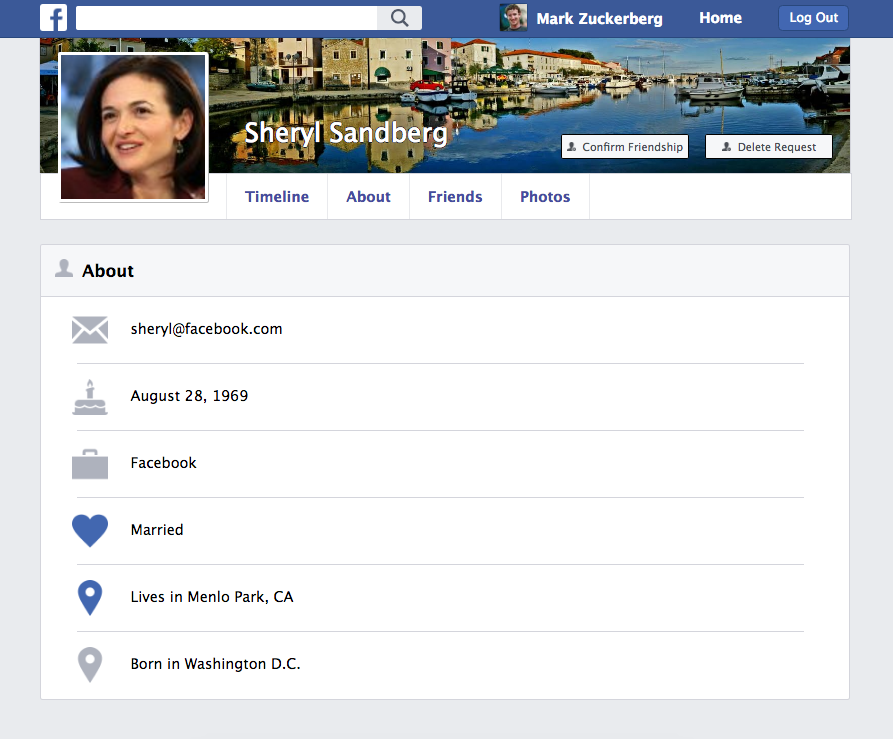 f
Mark Zuckerberg
Home
Log Out
Sheryl Sandberg
Confirm Friendship
Delete Request
Timeline
About
Friends
Photos
About
sheryl@facebook.com
August 28, 1969
Facebook
Married
Lives in Menlo Park, CA
Born in Washington D.C.